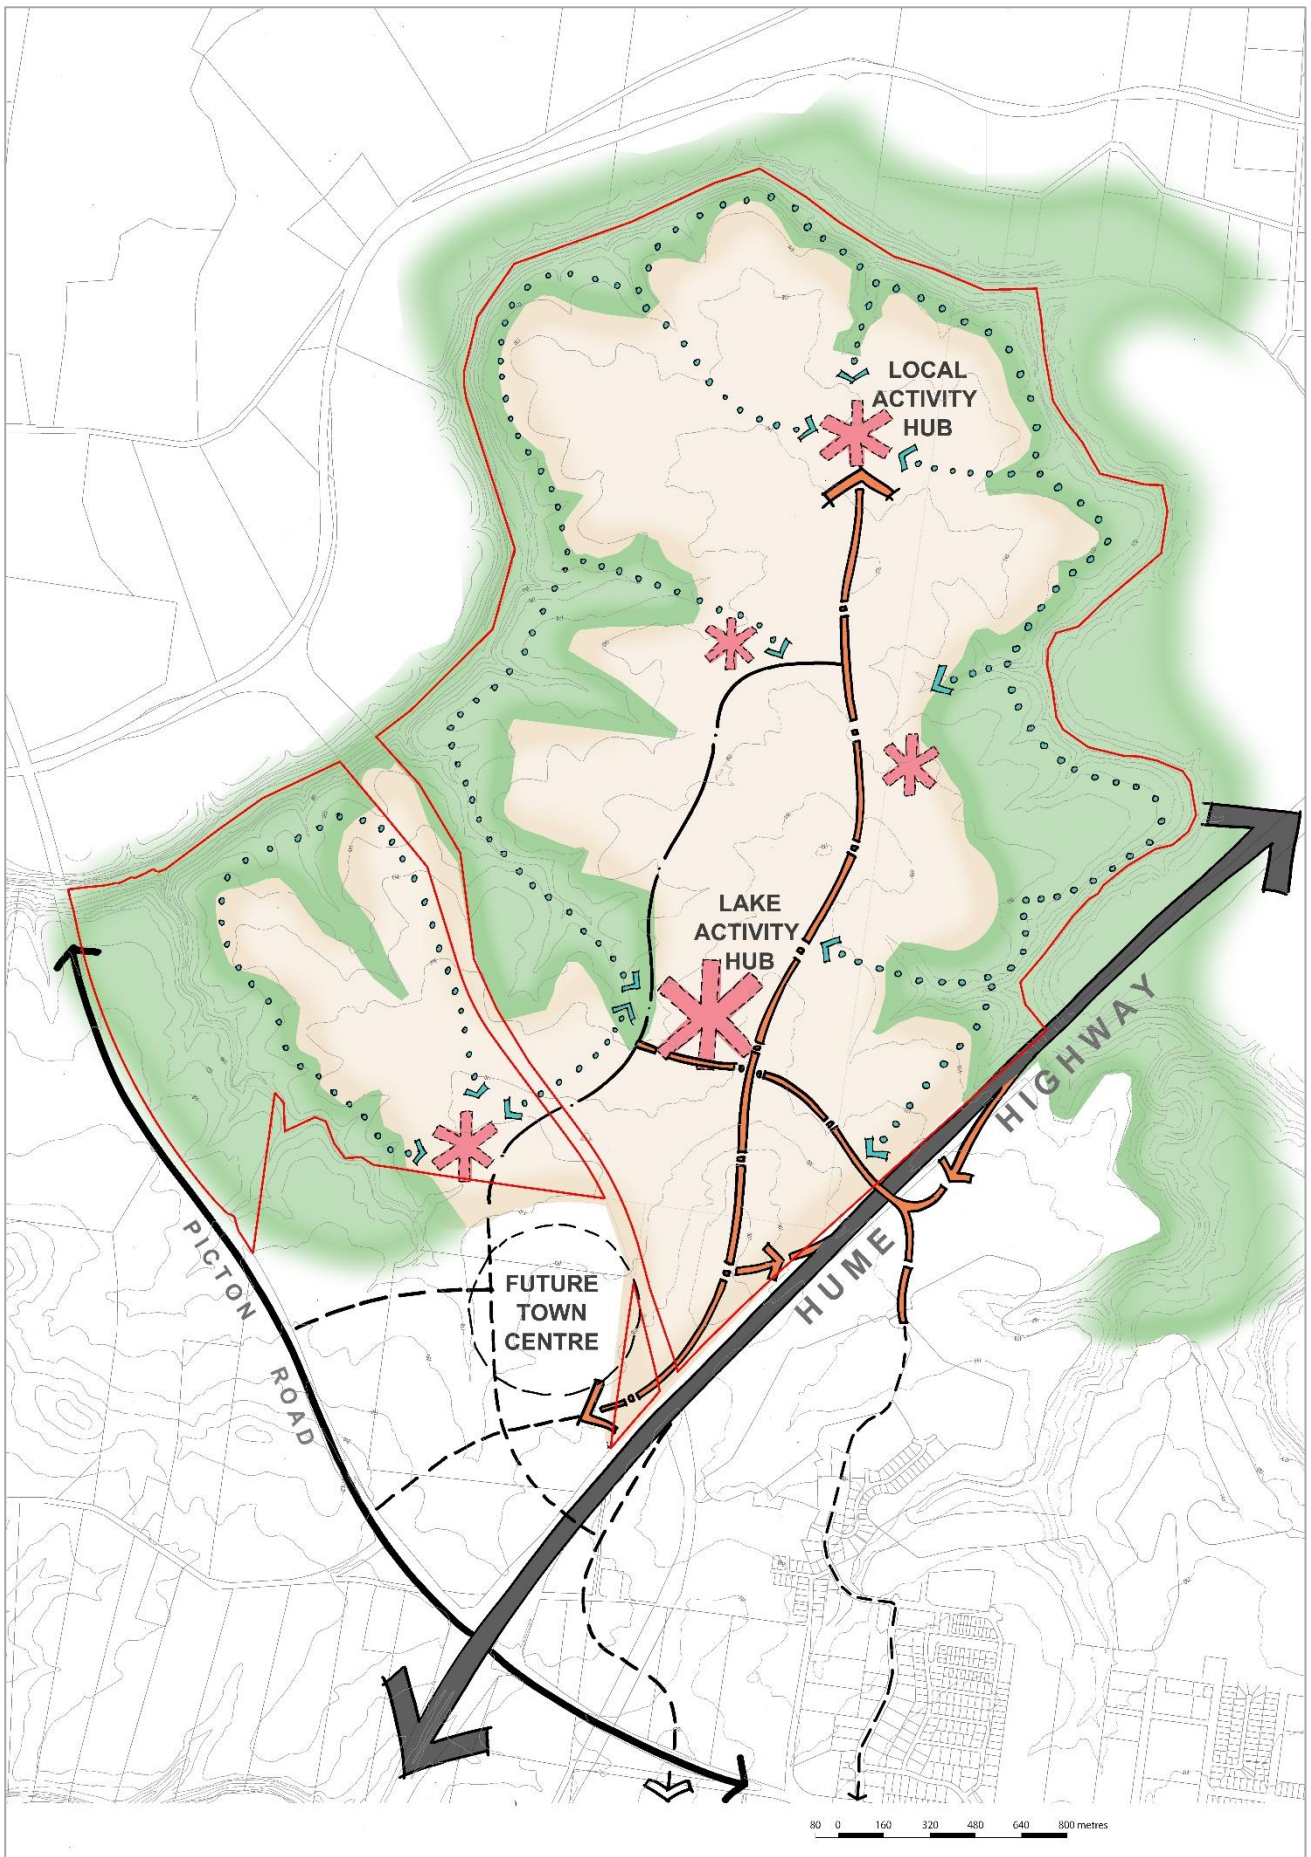 LOCAL
ACTIVITY
HUB
LAKE
ACTIVITY
HUB
HUME HIGHWAY
PICTON ROAD
FUTURE
TOWN
CENTRE
80 0 160 320 480 640 800 metres